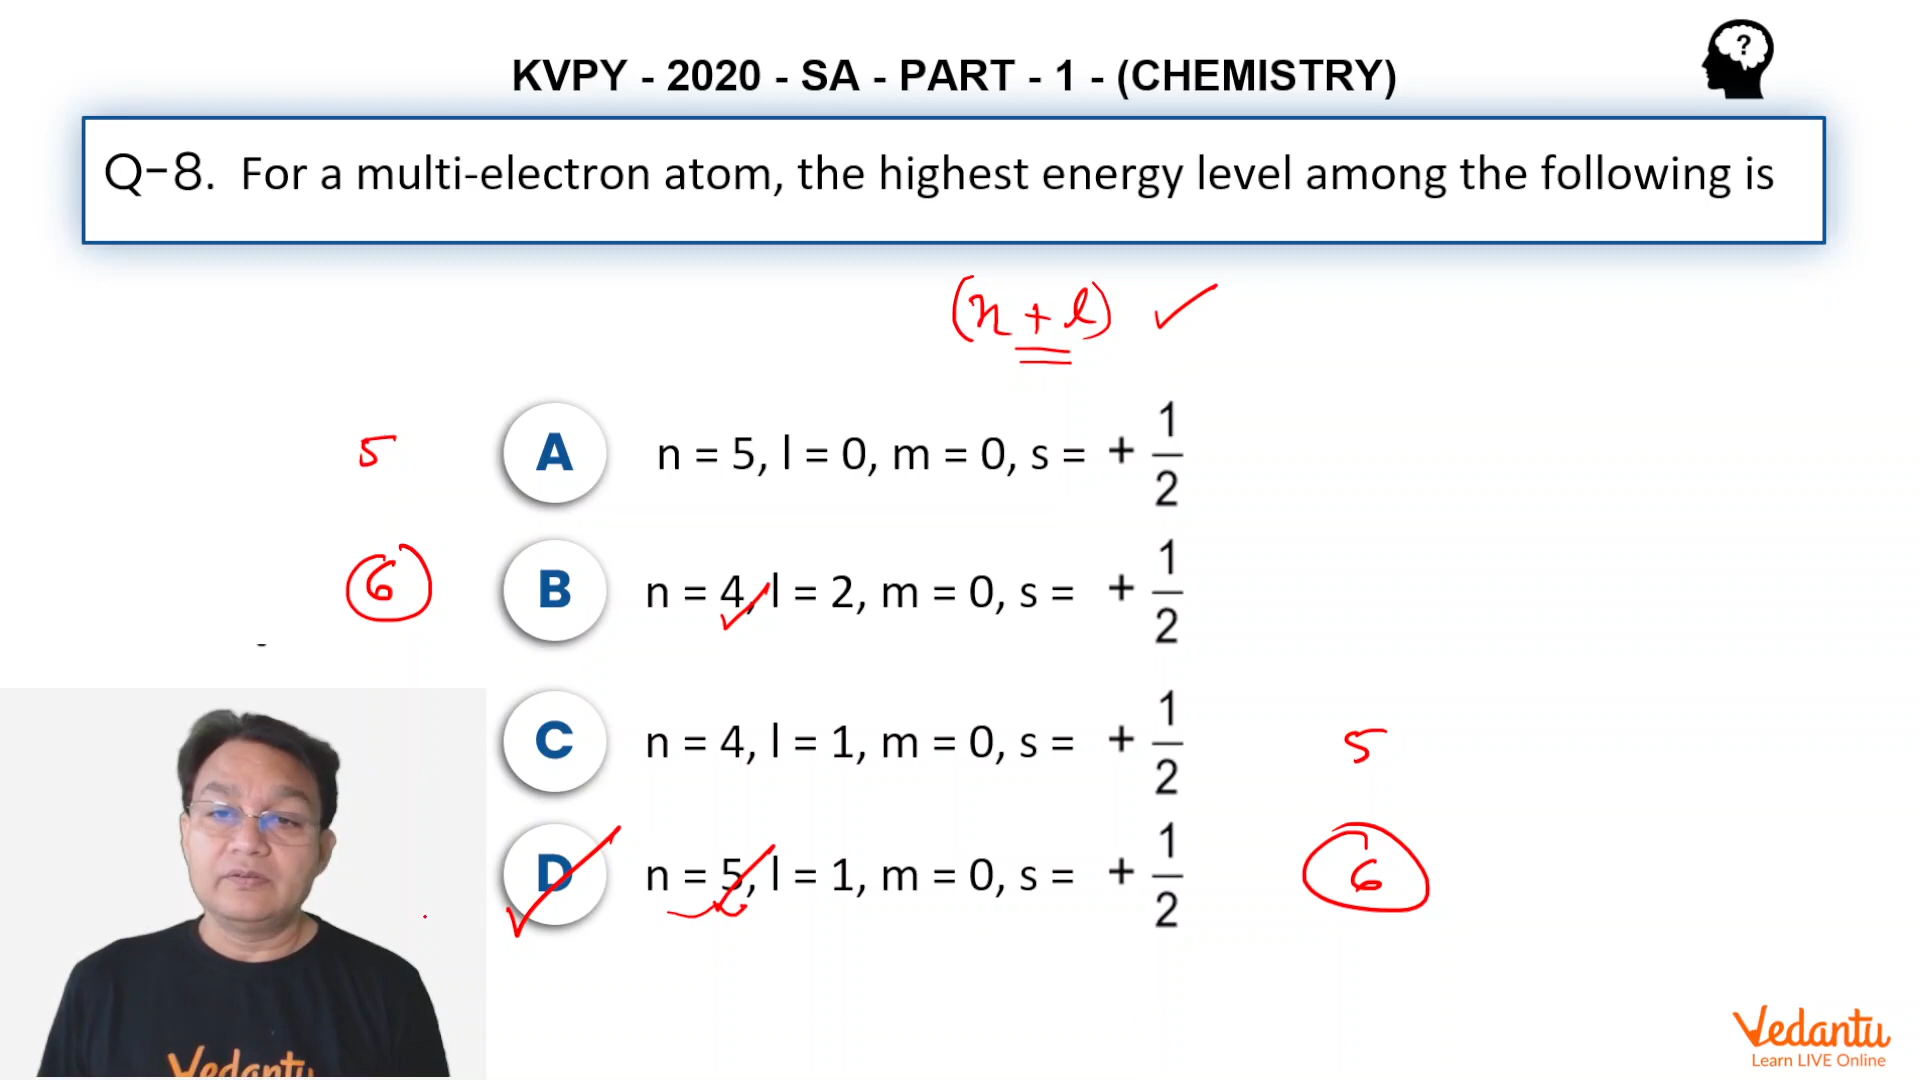 ?
KVPY - 2020 - SA - PART - 1 - (CHEMISTRY)
Q-8. For a multi-electron atom, the highest energy level among the following is
(n + l) ✓
5 A n = 5, l = 0, m = 0, s = + 1/2
6 B n = 4, l = 2, m = 0, s = + 1/2
C n = 4, l = 1, m = 0, s = + 1/2 5
D n = 5, l = 1, m = 0, s = + 1/2 6
Vedantu
Vedantu
Learn LIVE Online